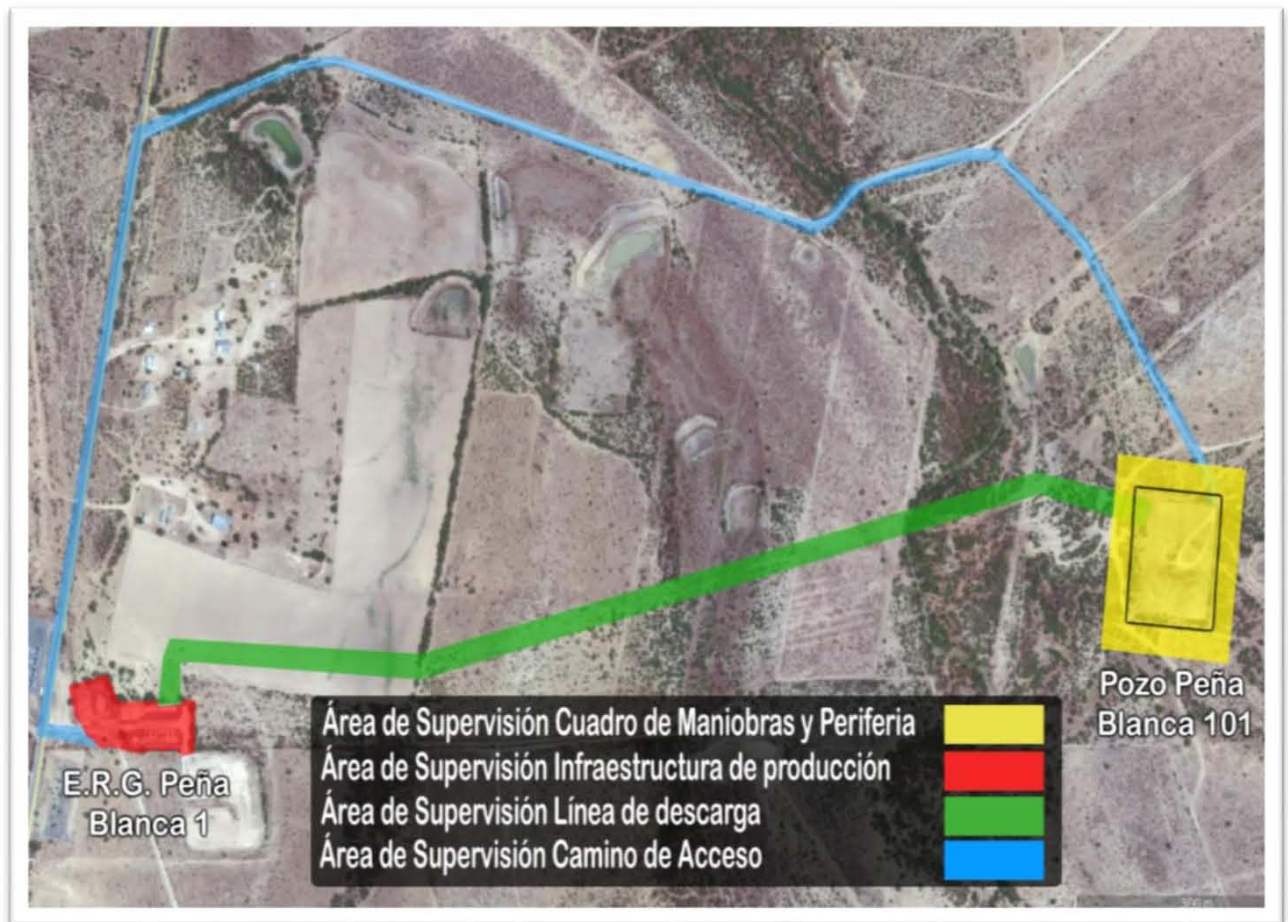 Pozo Peña
Blanca 101
E.R.G. Peña
Blanca 1
Área de Supervisión Cuadro de Maniobras y Periferia
Área de Supervisión Infraestructura de producción
Área de Supervisión Línea de descarga
Área de Supervisión Camino de Acceso